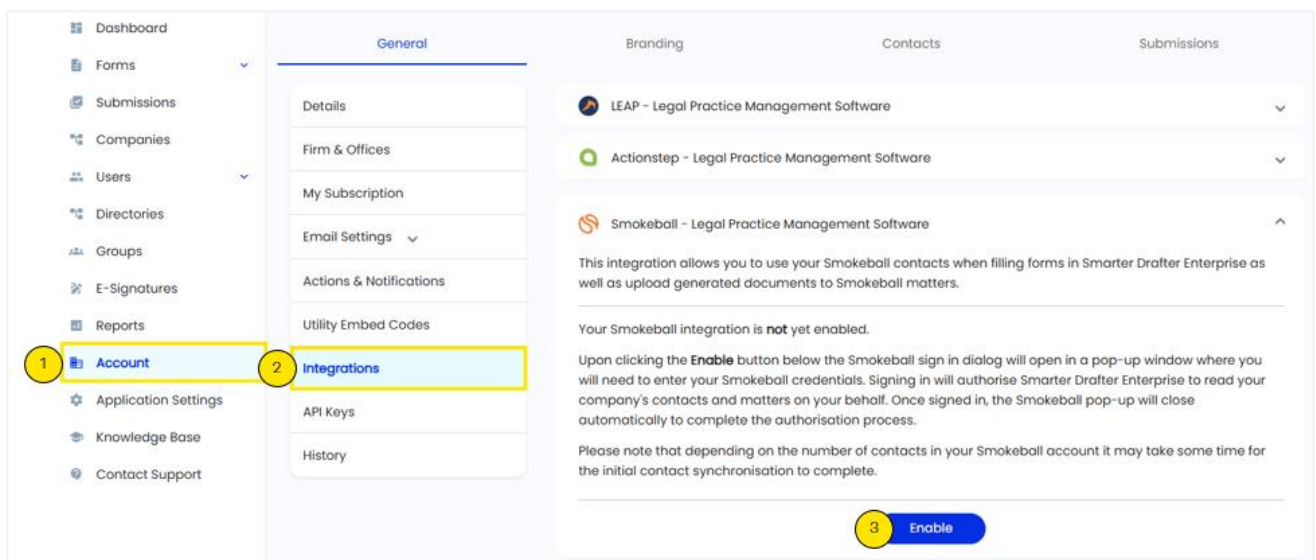 Dashboard
Forms
Submissions
Companies
Users
Directories
Groups
E-Signatures
Reports
1
Account
Application Settings
Knowledge Base
Contact Support
General
Branding
Contacts
Submissions
Details
Firm & Offices
My Subscription
Email Settings
Actions & Notifications
Utility Embed Codes
2
Integrations
API Keys
History
LEAP - Legal Practice Management Software
Actionstep - Legal Practice Management Software
Smokeball - Legal Practice Management Software
This integration allows you to use your Smokeball contacts when filling forms in Smarter Drafter Enterprise as
well as upload generated documents to Smokeball matters.
Your Smokeball integration is not yet enabled.
Upon clicking the Enable button below the Smokeball sign in dialog will open in a pop-up window where you
will need to enter your Smokeball credentials. Signing in will authorise Smarter Drafter Enterprise to read your
company's contacts and matters on your behalf. Once signed in, the Smokeball pop-up will close
automatically to complete the authorisation process.
Please note that depending on the number of contacts in your Smokeball account it may take some time for
the initial contact synchronisation to complete.
3
Enable